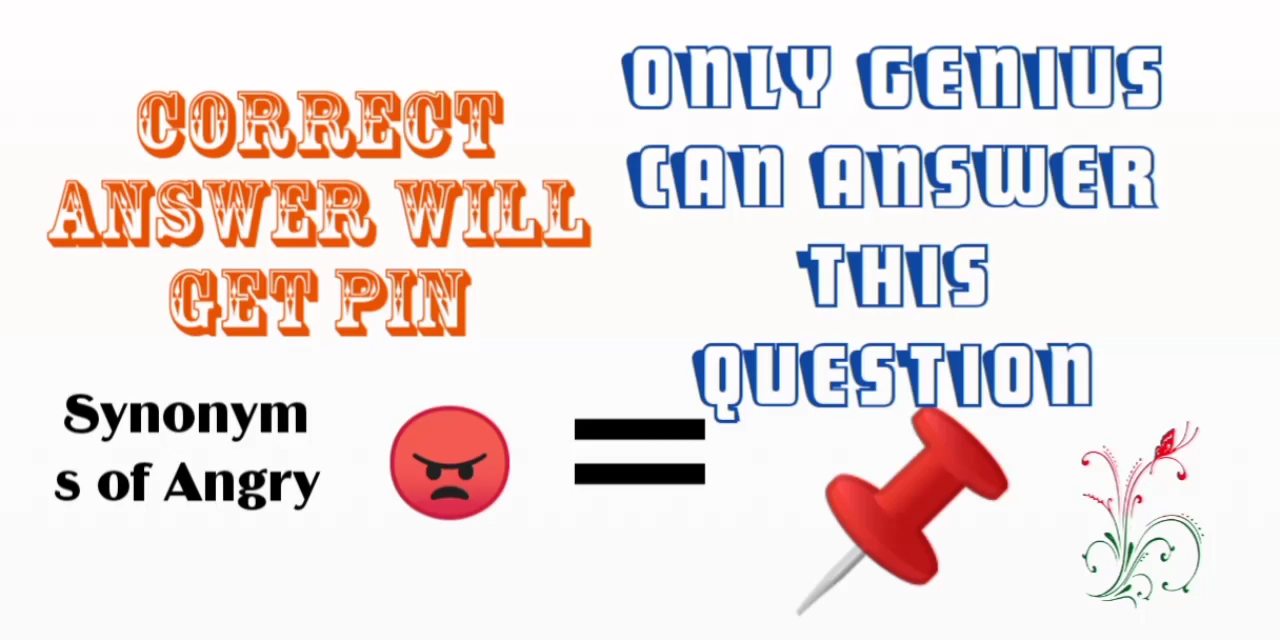 CORRECT
ANSWER WILL
GET PIN
ONLY GENIUS
CAN ANSWER
THIS
QUESTION
Synonym
s of Angry
=